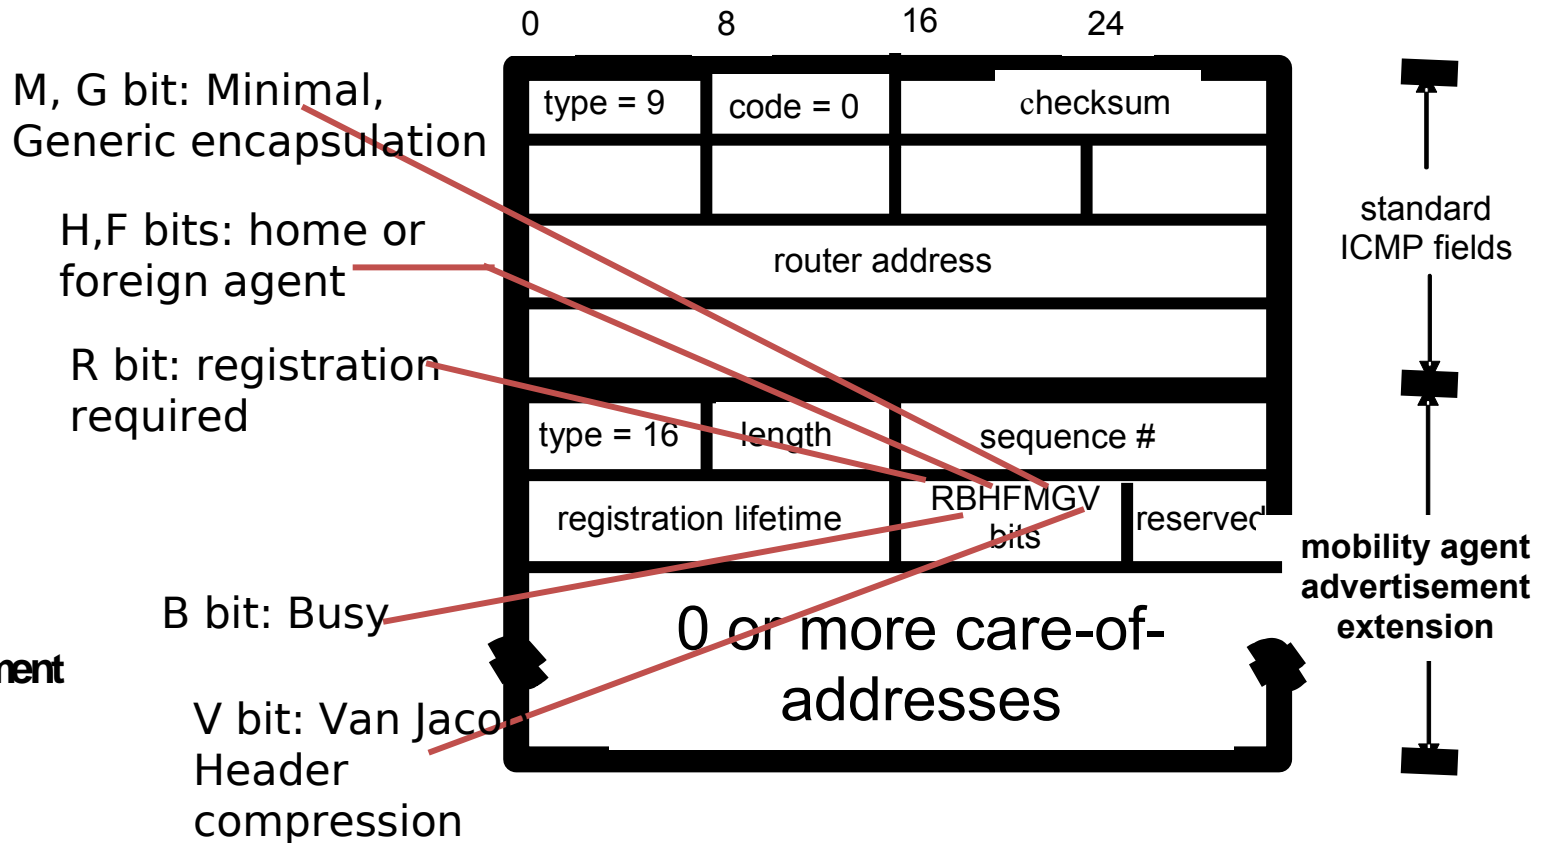 0 8 16 24
M, G bit: Minimal,
Generic encapsulation
H,F bits: home or
foreign agent
R bit: registration
required
B bit: Busy
V bit: Van Jaco
Header
compression
type = 9 code = 0 checksum
router address
type = 16 length sequence #
registration lifetime
RBHFMGV
bits
reserved
0 or more care-of-
addresses
standard
ICMP fields
mobility agent
advertisement
extension